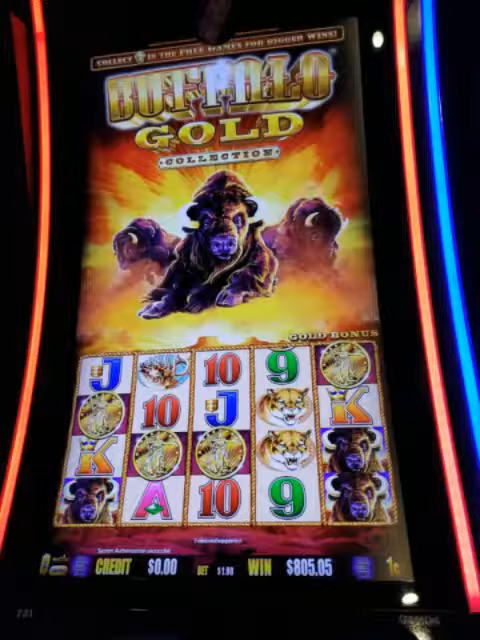 COLLECT IN THE FREE GAMES FOR BIGGER WINS!
BUFFALO
GOLD
COLLECTION
GOLD BONUS
J 10 9
10 J K
K
A 10 9
CREDIT $0.00 BET $1.80 WIN $805.05 1¢